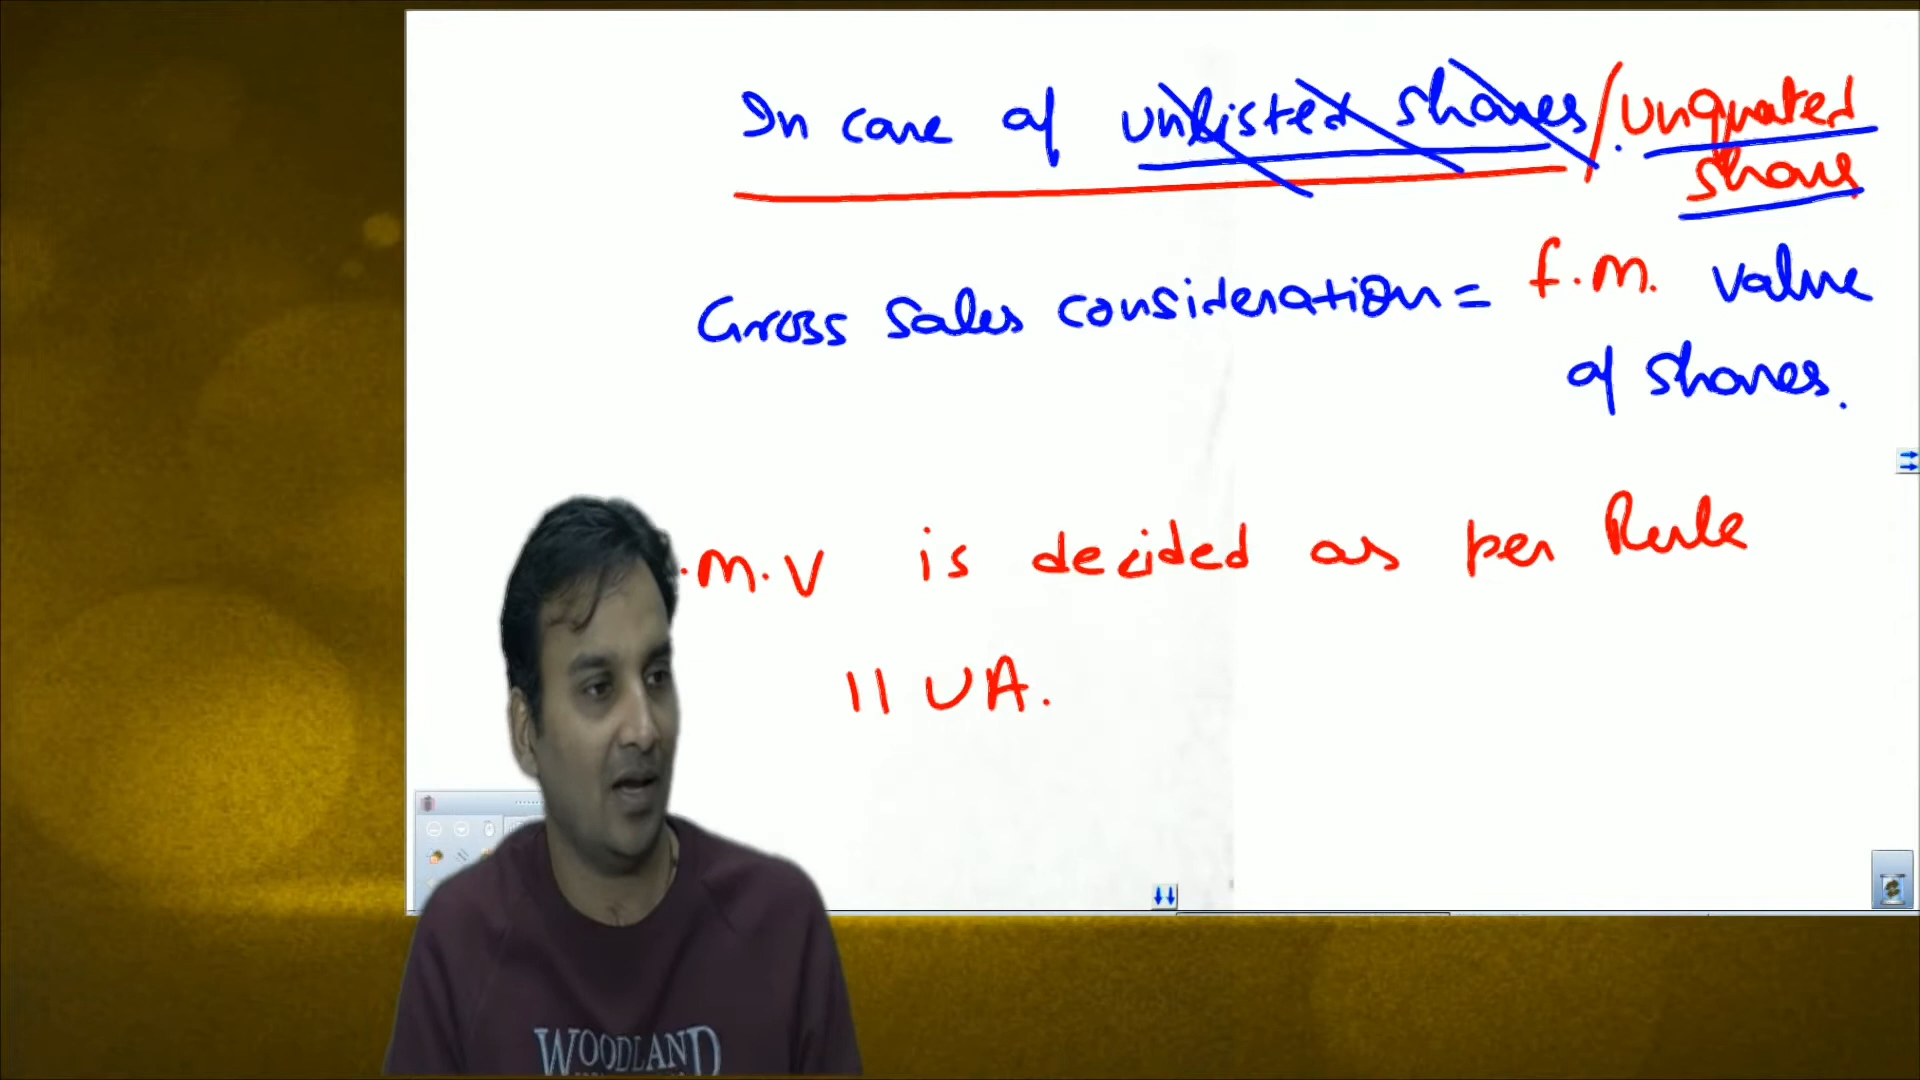 In case of unlisted shares / unquoted
shares
Gross sales consideration = f.m. value
of shares.
.M.V is decided as per Rule
11 UA.
WOODLAND